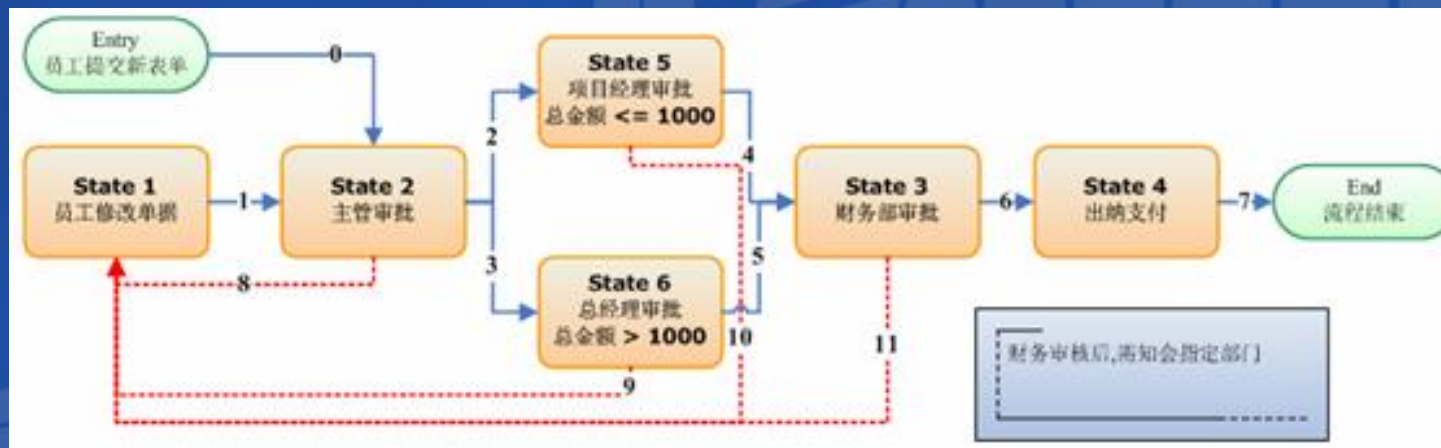 Entry
员工提交新表单
0
State 1
员工修改单据
1
State 2
主管审批
2
3
State 5
项目经理审批
总金额 <= 1000
State 6
总经理审批
总金额 > 1000
4
5
State 3
财务部审批
6
State 4
出纳支付
7
End
流程结束
8
9
10
11
财务审核后,需知会指定部门